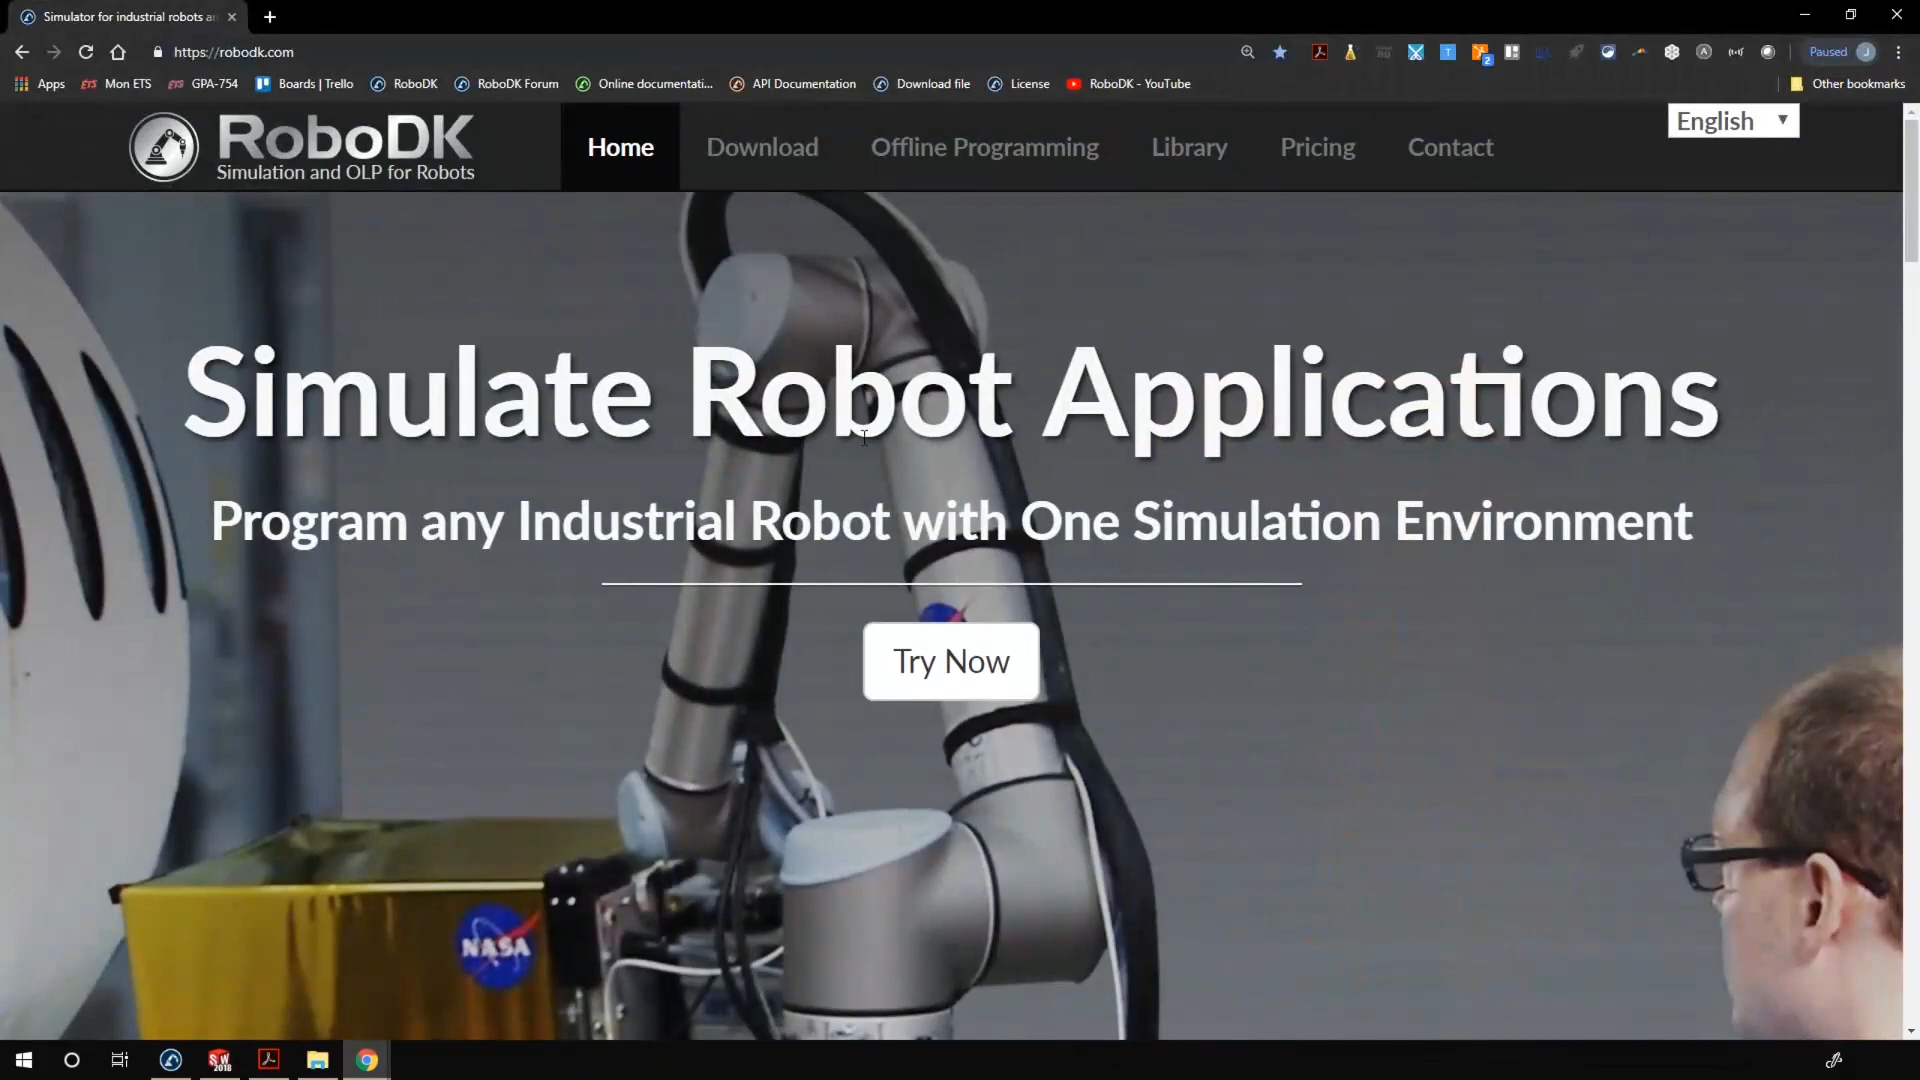 Simulator for industrial robots a
https://robodk.com
Paused J
Apps Mon ETS GPA-754 Boards | Trello RoboDK RoboDK Forum Online documentati... API Documentation Download file License RoboDK - YouTube Other bookmarks
RoboDK
Simulation and OLP for Robots
Home Download Offline Programming Library Pricing Contact
English
Simulate Robot Applications
Program any Industrial Robot with One Simulation Environment
Try Now
NASA
SW
2018